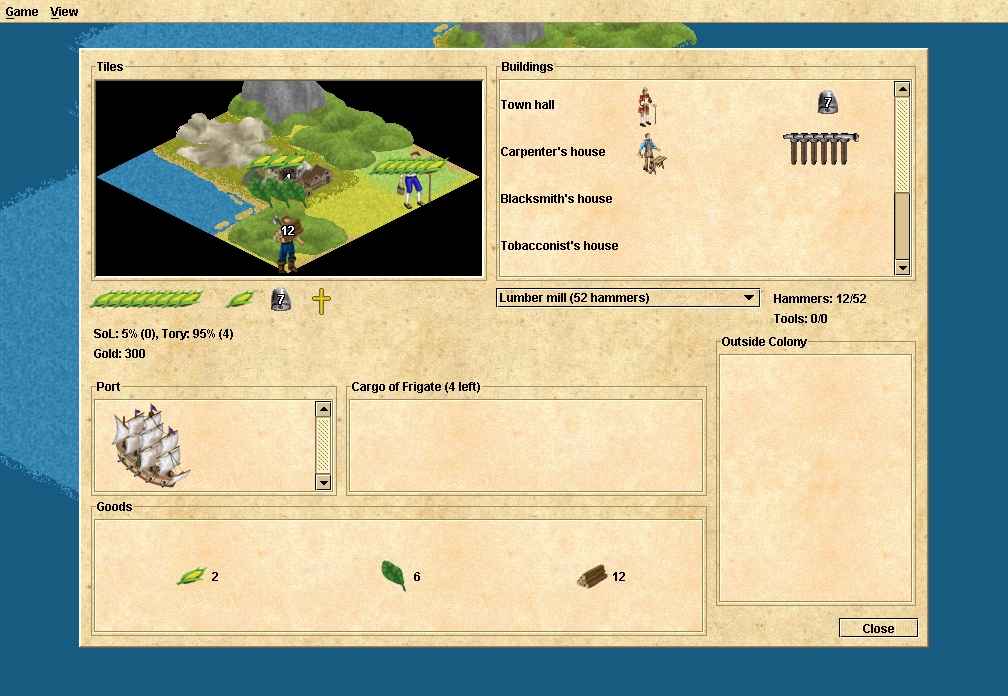 Game View
Tiles
4
12
Buildings
Town hall
7
Carpenter's house
Blacksmith's house
Tobacconist's house
7
Lumber mill (52 hammers)
Hammers: 12/52
Tools: 0/0
SoL: 5% (0), Tory: 95% (4)
Gold: 300
Outside Colony
Port
Cargo of Frigate (4 left)
Goods
2
6
12
Close